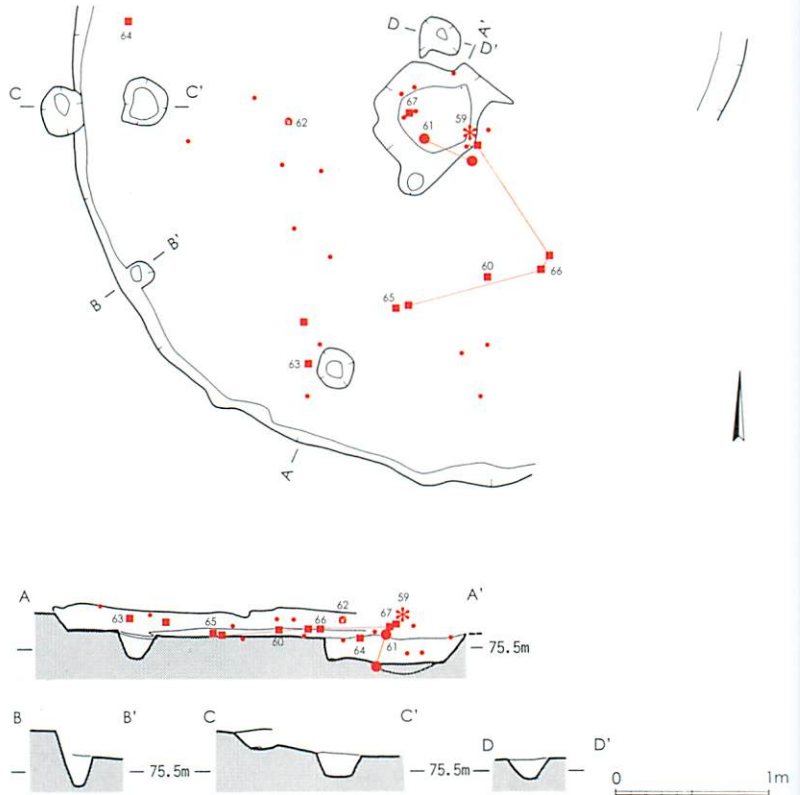 64
D A'
D'
C C'
67
62
61 59
B'
B
60 66
65
63
A
A A'
59
63 65 66 62 67
60 64 61
75.5m
B B' C C' D D'
75.5m 75.5m
0 1m